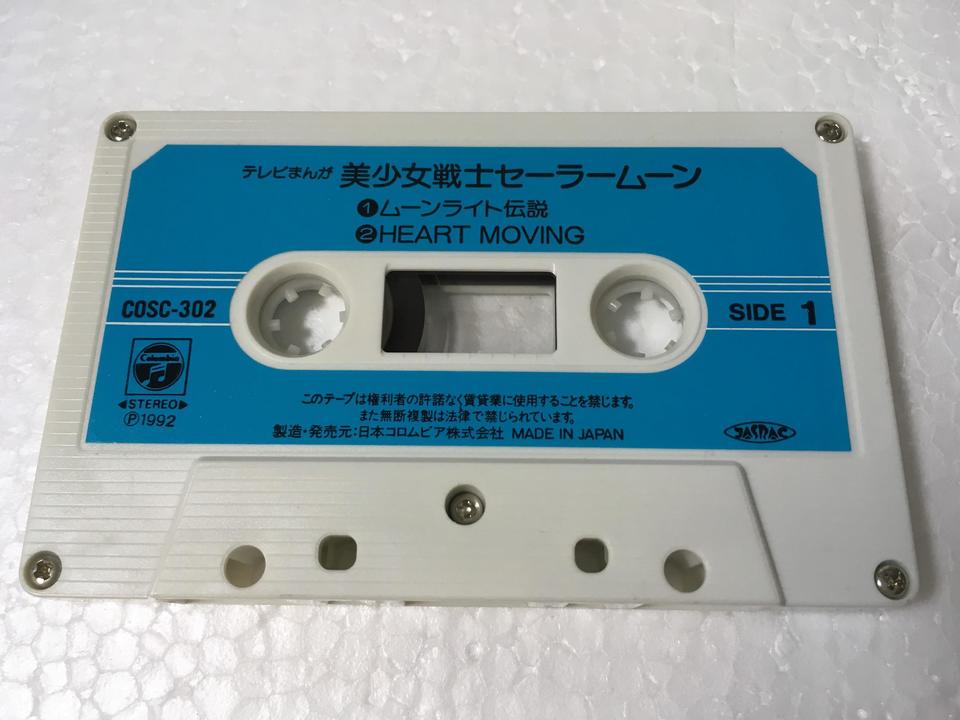 テレビまんが 美少女戦士セーラームーン
❶ムーンライト伝説
❷HEART MOVING
COSC-302
SIDE 1
Columbia
◀STEREO▶
Ⓟ1992
このテープは権利者の許諾なく賃貸業に使用することを禁じます。
また無断複製は法律で禁じられています。
製造・発売元:日本コロムビア株式会社 MADE IN JAPAN
JASRAC